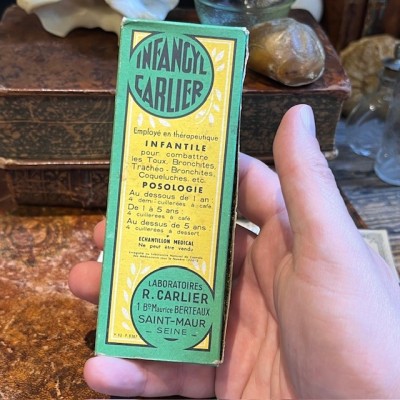 INFANGYL
CARLIER
Employé en thérapeutique
INFANTILE
pour combattre
les Toux, Bronchites,
Trachéo-Bronchites,
Coqueluches, etc.
POSOLOGIE
Au dessous de 1 an
4 demi-cuillerées à café
De 1 à 5 ans:
4 cuillerées à café
Au dessus de 5 ans
4 cuillerées à dessert
ECHANTILLON MEDICAL
Ne peut être vendu
LABORATOIRES
R. CARLIER
1 Bd Maurice BERTEAUX
SAINT-MAUR
- SEINE -